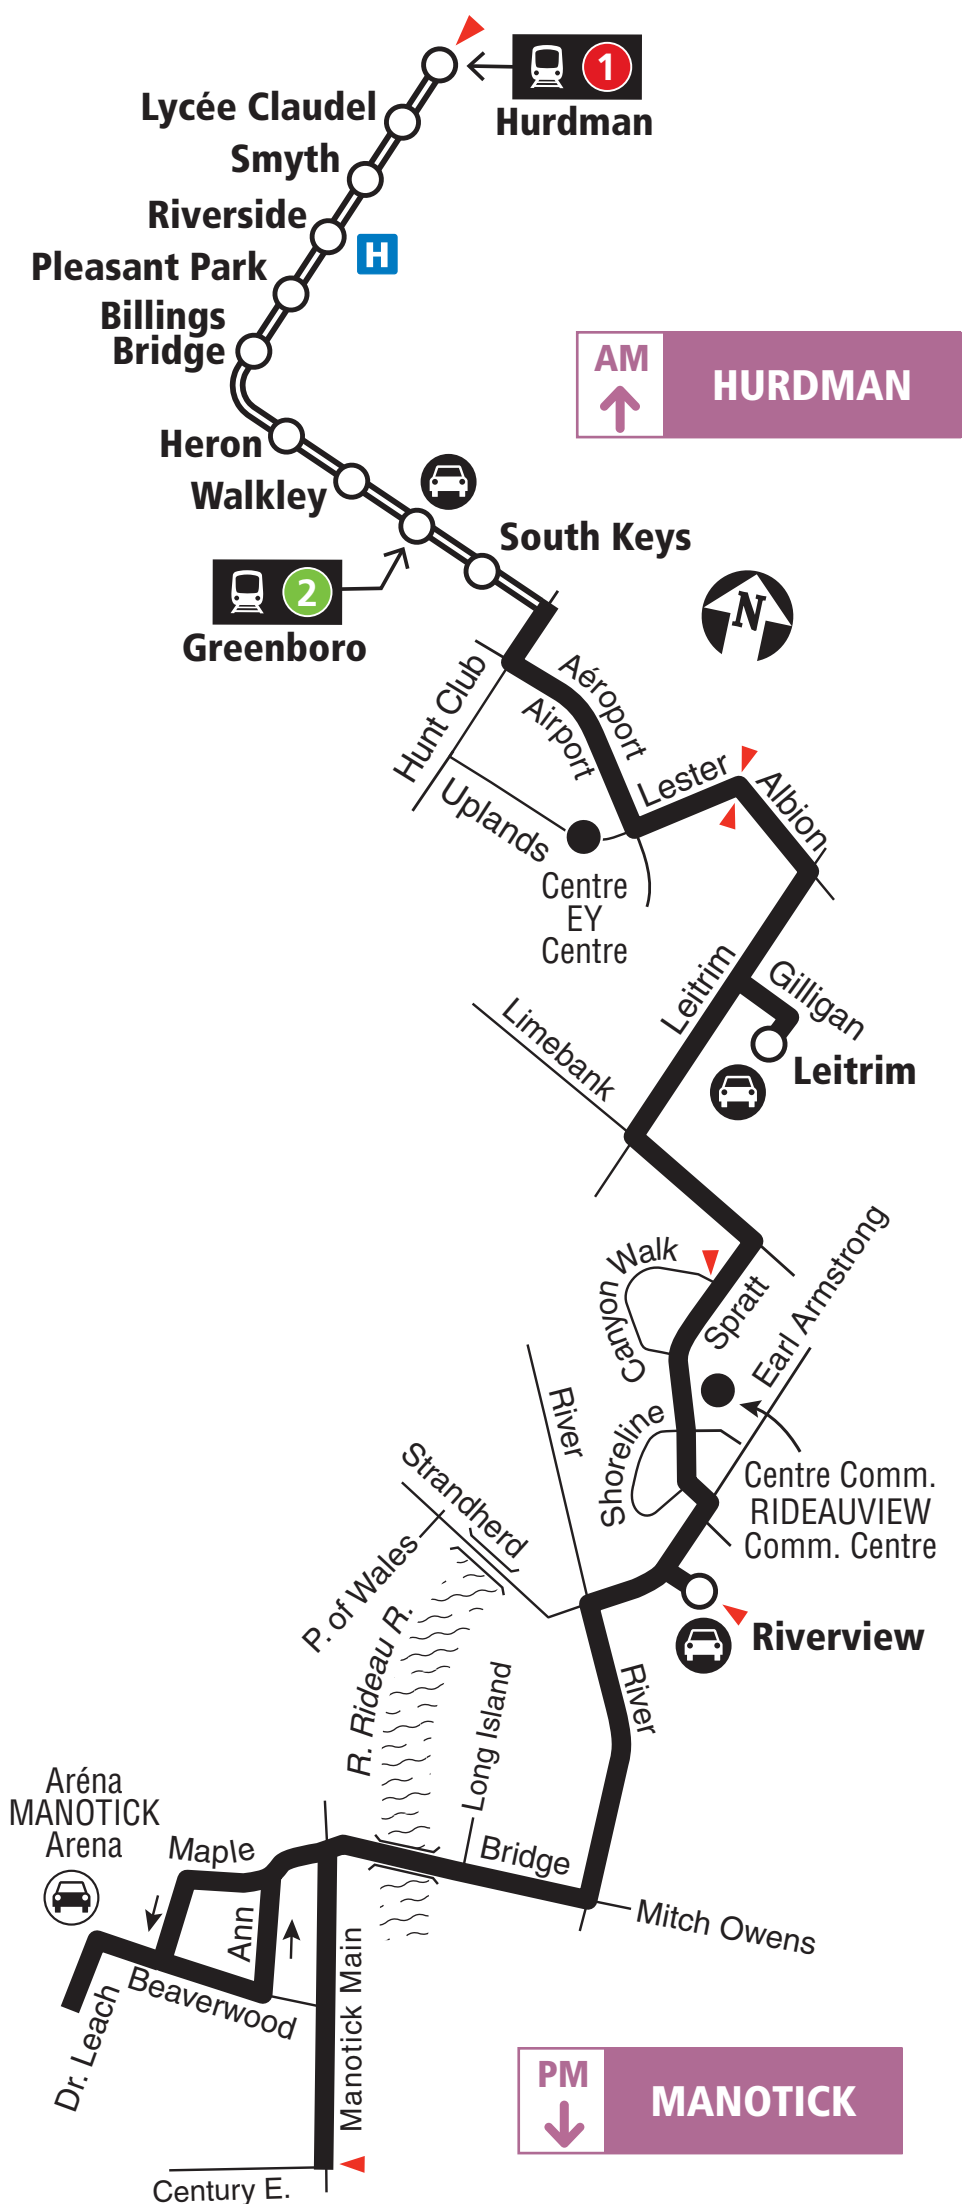 1
Hurdman
Lycée Claudel
Smyth
Riverside
H
Pleasant Park
Billings
Bridge
AM
HURDMAN
Heron
Walkley
South Keys
2
Greenboro
N
Hunt Club
Aéroport
Airport
Lester
Albion
Uplands
Centre
EY
Centre
Leitrim
Gilligan
Limebank
Leitrim
Canyon Walk
Spratt
Earl Armstrong
River
Shoreline
Strandherd
Centre Comm.
RIDEAUVIEW
Comm. Centre
P. of Wales
R. Rideau R.
Riverview
River
Long Island
Aréna
MANOTICK
Arena
Maple
Bridge
Ann
Mitch Owens
Beaverwood
Dr. Leach
Manotick Main
PM
MANOTICK
Century E.